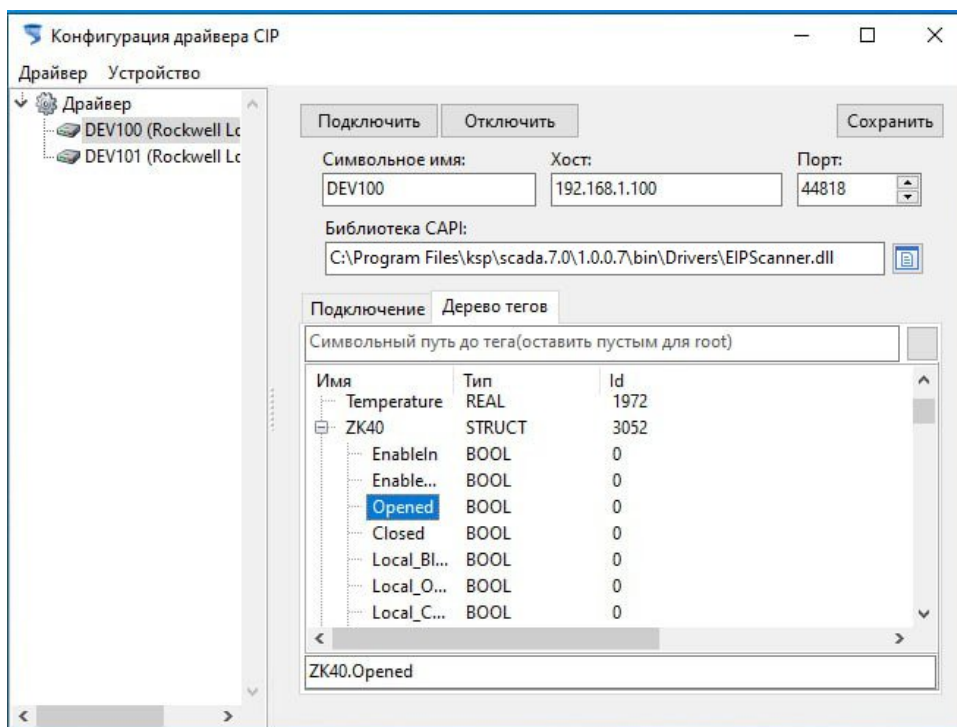 Конфигурация драйвера CIP
Драйвер Устройство
Драйвер
DEV100 (Rockwell Lc
DEV101 (Rockwell Lc
Подключить Отключить Сохранить
Символьное имя: Хост: Порт:
DEV100 192.168.1.100 44818
Библиотека CAPI:
C:\Program Files\ksp\scada.7.0\1.0.0.7\bin\Drivers\EIPScanner.dll
Подключение Дерево тегов
Символьный путь до тега(оставить пустым для root)
Имя Тип Id
Temperature REAL 1972
ZK40 STRUCT 3052
EnableIn BOOL 0
Enable... BOOL 0
Opened BOOL 0
Closed BOOL 0
Local_Bl... BOOL 0
Local_O... BOOL 0
Local_C... BOOL 0
ZK40.Opened